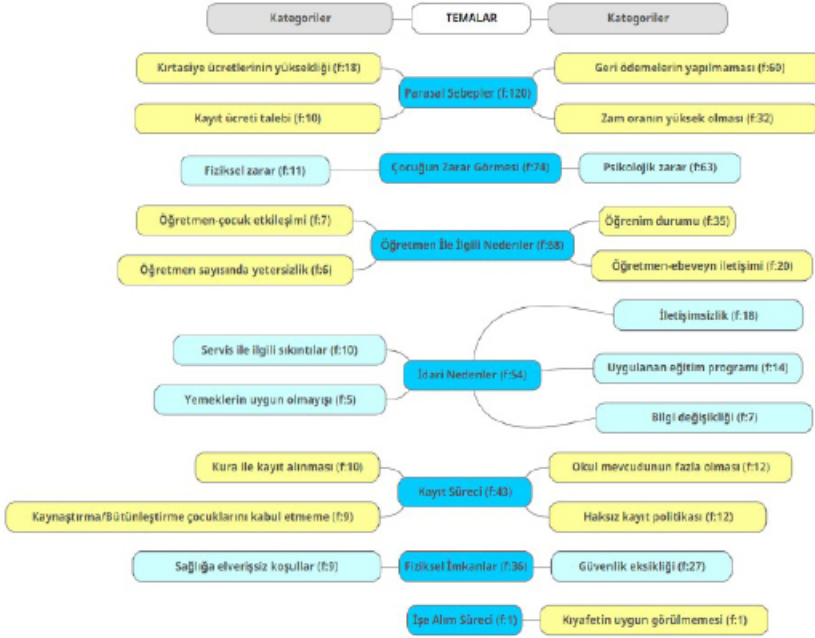 Kategoriler
TEMALAR
Kategoriler
Kırtasiye ücretlerinin yüksekliği (f:18)
Geri ödemelerin yapılmaması (f:60)
Parasal Sebepler (f:120)
Kayıt ücreti talebi (f:10)
Zam oranın yüksek olması (f:32)
Fiziksel zarar (f:11)
Çocuğun Zarar Görmesi (f:74)
Psikolojik zarar (f:63)
Öğretmen-çocuk etkileşimi (f:7)
Öğrenim durumu (f:35)
Öğretmen İle İlgili Nedenler (f:68)
Öğretmen sayısında yetersizlik (f:6)
Öğretmen-ebeveyn iletişimi (f:20)
İletişimsizlik (f:18)
Servis ile ilgili sıkıntılar (f:10)
İdari Nedenler (f:54)
Uygulanan eğitim programı (f:14)
Yemeklerin uygun olmayışı (f:5)
Bilgi değişikliği (f:7)
Kura ile kayıt alınması (f:10)
Okul mevcudunun fazla olması (f:12)
Kayıt Süreci (f:43)
Kaynaştırma/Bütünleştirme çocuklarını kabul etmeme (f:9)
Haksız kayıt politikası (f:12)
Sağlığa elverişsiz koşullar (f:9)
Fiziksel İmkanlar (f:36)
Güvenlik eksikliği (f:27)
İşe Alım Süreci (f:1)
Kıyafetin uygun görülmemesi (f:1)